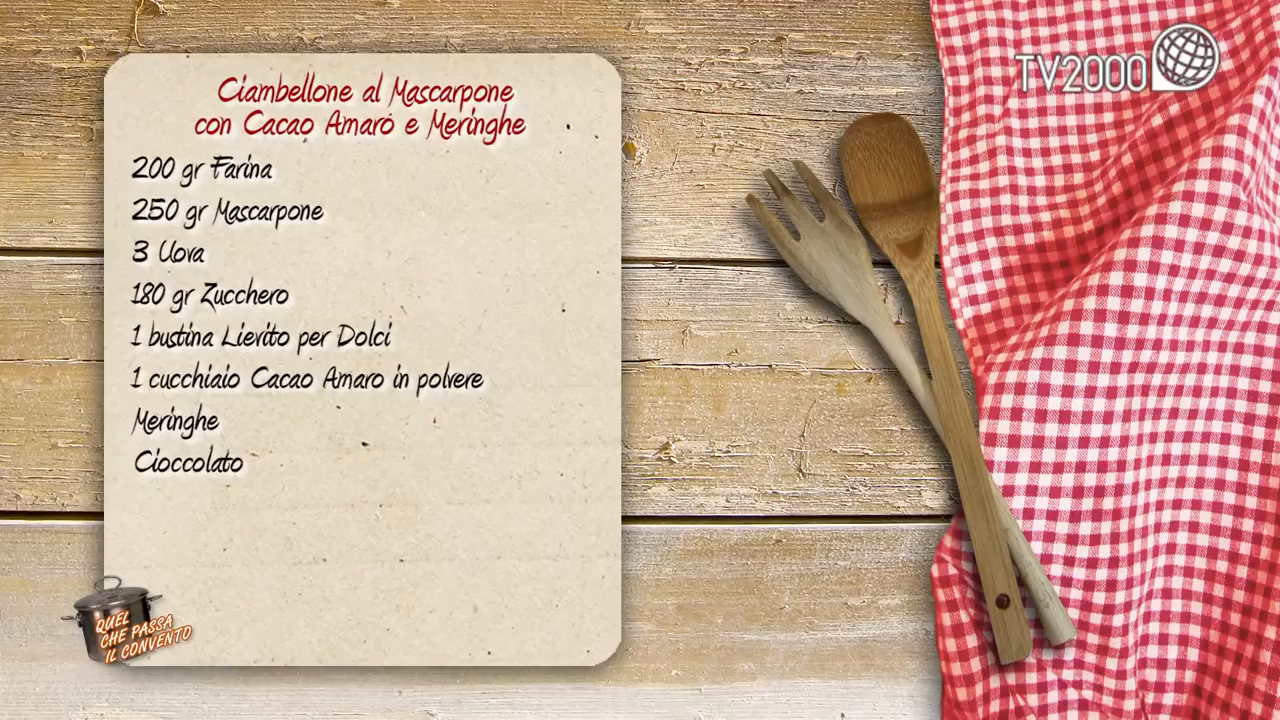 TV2000
Ciambellone al Mascarpone
con Cacao Amaro e Meringhe
200 gr Farina
250 gr Mascarpone
3 Uova
180 gr Zucchero
1 bustina Lievito per Dolci
1 cucchiaio Cacao Amaro in polvere
Meringhe
Cioccolato
QUEL
CHE PASSA
IL CONVENTO